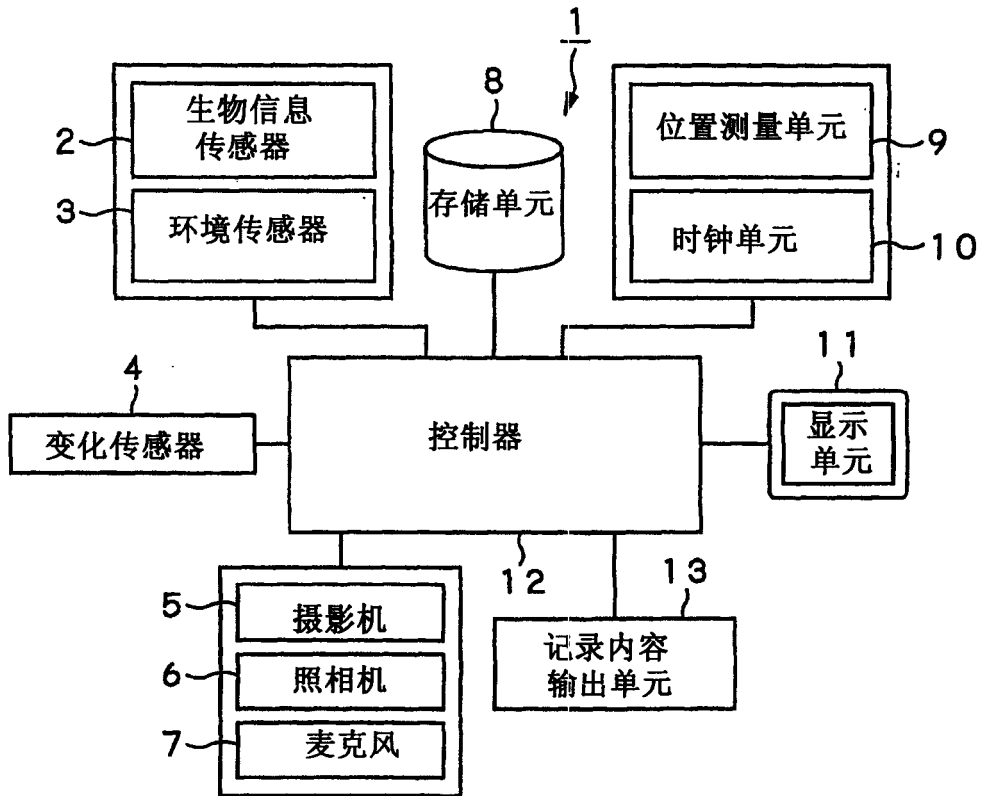 1
2
生物信息
传感器
3
环境传感器
8
存储单元
位置测量单元
9
时钟单元
10
4
变化传感器
控制器
12
11
显示
单元
5
摄影机
6
照相机
7
麦克风
13
记录内容
输出单元